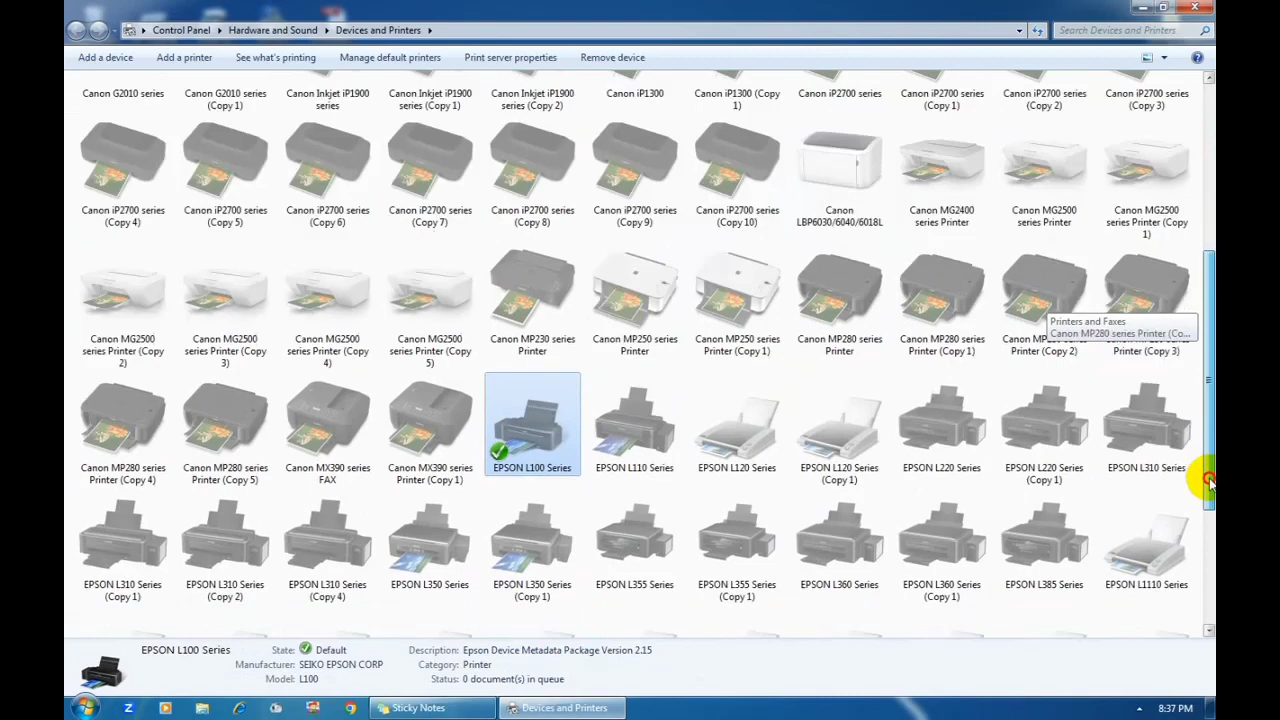 Control Panel
Hardware and Sound
Devices and Printers
Search Devices and Printers
Add a device
Add a printer
See what's printing
Manage default printers
Print server properties
Remove device
Canon G2010 series
Canon G2010 series
(Copy 1)
Canon Inkjet iP1900
series
Canon Inkjet iP1900
series (Copy 1)
Canon Inkjet iP1900
series (Copy 2)
Canon iP1300
Canon iP1300 (Copy
1)
Canon iP2700 series
Canon iP2700 series
(Copy 1)
Canon iP2700 series
(Copy 2)
Canon iP2700 series
(Copy 3)
Canon iP2700 series
(Copy 4)
Canon iP2700 series
(Copy 5)
Canon iP2700 series
(Copy 6)
Canon iP2700 series
(Copy 7)
Canon iP2700 series
(Copy 8)
Canon iP2700 series
(Copy 9)
Canon iP2700 series
(Copy 10)
Canon
LBP6030/6040/6018L
Canon MG2400
series Printer
Canon MG2500
series Printer
Canon MG2500
series Printer (Copy
1)
Canon MG2500
series Printer (Copy
2)
Canon MG2500
series Printer (Copy
3)
Canon MG2500
series Printer (Copy
4)
Canon MG2500
series Printer (Copy
5)
Canon MP230 series
Printer
Canon MP250 series
Printer
Canon MP250 series
Printer (Copy 1)
Canon MP280 series
Printer
Canon MP280 series
Printer (Copy 1)
Printers and Faxes
Canon MP280 series Printer (Co...
Printer (Copy 2)
Printer (Copy 3)
Canon MP280 series
Printer (Copy 4)
Canon MP280 series
Printer (Copy 5)
Canon MX390 series
FAX
Canon MX390 series
Printer (Copy 1)
EPSON L100 Series
EPSON L110 Series
EPSON L120 Series
EPSON L120 Series
(Copy 1)
EPSON L220 Series
EPSON L220 Series
(Copy 1)
EPSON L310 Series
EPSON L310 Series
(Copy 1)
EPSON L310 Series
(Copy 2)
EPSON L310 Series
(Copy 4)
EPSON L350 Series
EPSON L350 Series
(Copy 1)
EPSON L355 Series
EPSON L355 Series
(Copy 1)
EPSON L360 Series
EPSON L360 Series
(Copy 1)
EPSON L385 Series
EPSON L1110 Series
EPSON L100 Series
State: Default
Manufacturer: SEIKO EPSON CORP
Model: L100
Description: Epson Device Metadata Package Version 2.15
Category: Printer
Status: 0 document(s) in queue
Sticky Notes
Devices and Printers
8:37 PM